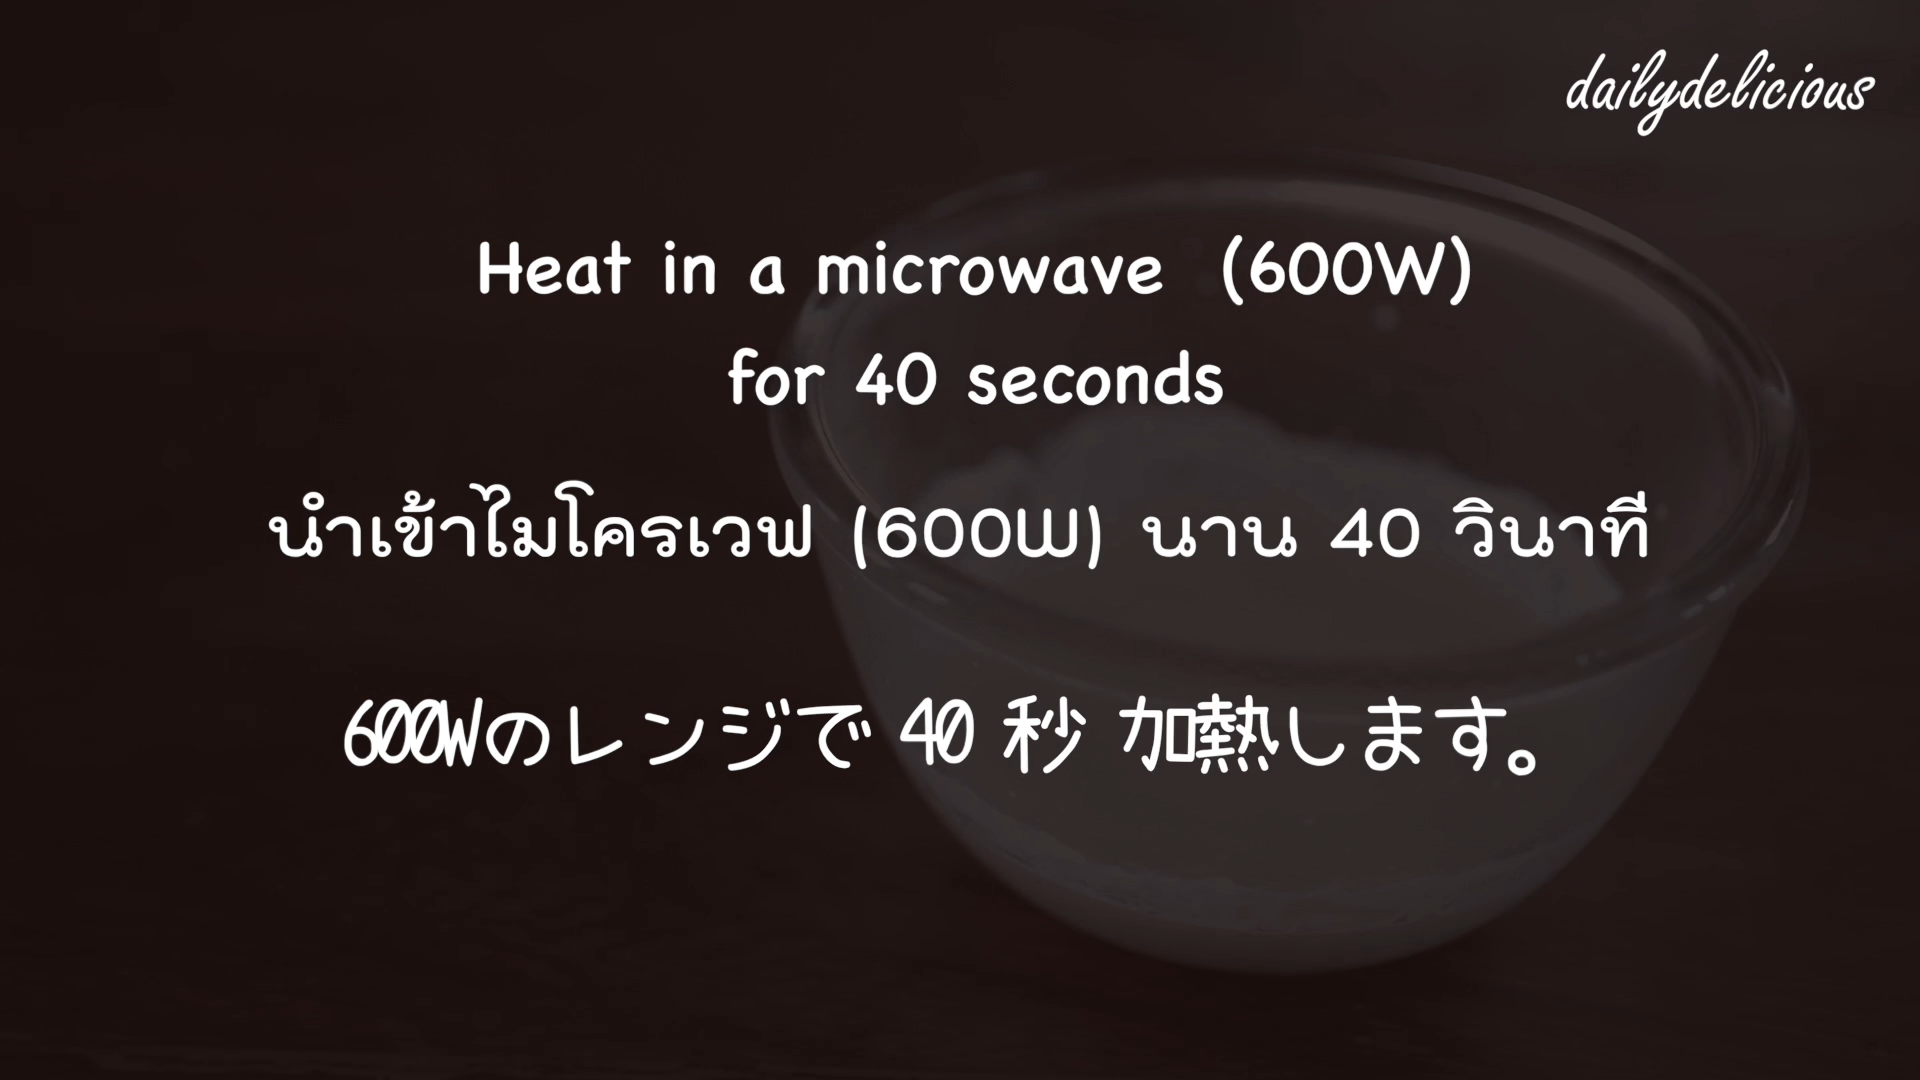 dailydelicious
Heat in a microwave (600W)
for 40 seconds
นำเข้าไมโครเวฟ (600W) นาน 40 วินาที
600Wのレンジで 40 秒 加熱します。